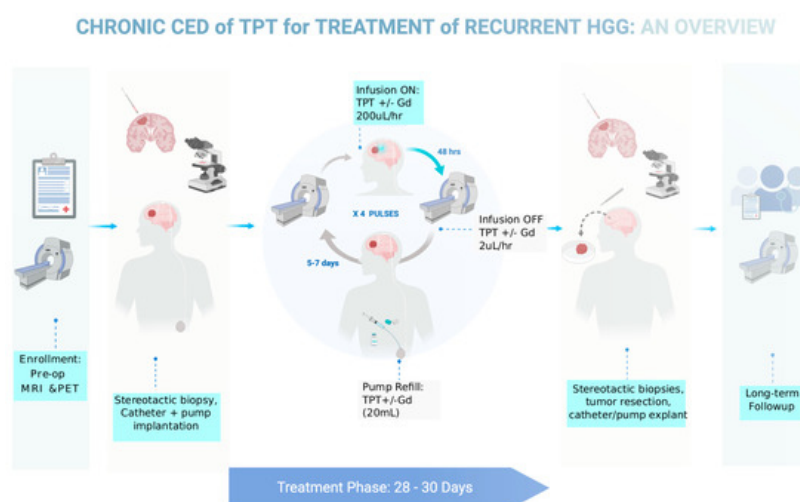 CHRONIC CED of TPT for TREATMENT of RECURRENT HGG: AN OVERVIEW
Enrollment:
Pre-op
MRI &PET
Stereotactic biopsy,
Catheter + pump
implantation
Infusion ON:
TPT +/- Gd
200uL/hr
48 hrs
X 4 PULSES
Infusion OFF
TPT +/- Gd
2uL/hr
5-7 days
Pump Refill:
TPT+/-Gd
(20mL)
Stereotactic biopsies,
tumor resection,
catheter/pump explant
Long-term
Followup
Treatment Phase: 28 - 30 Days